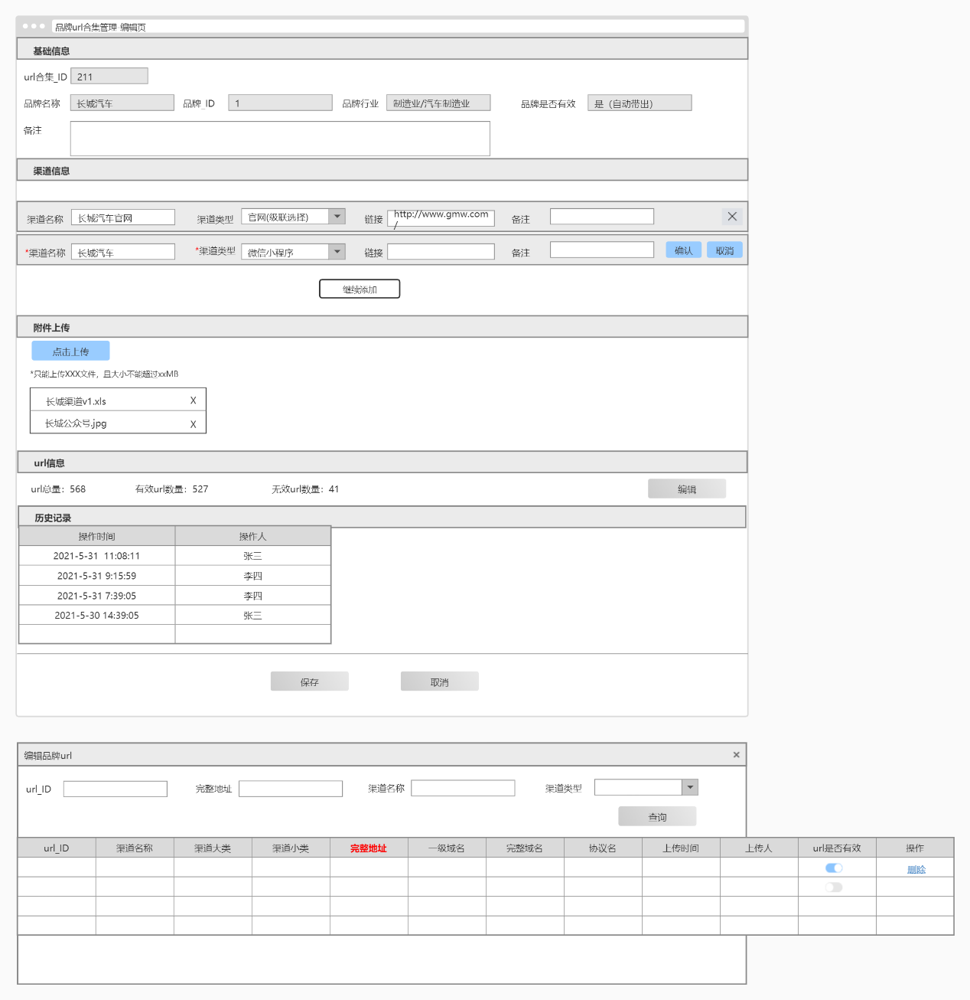 品牌url合集管理-编辑页
基础信息
url合集_ID 211
品牌名称 长城汽车 品牌_ID 1 品牌行业 制造业/汽车制造业 品牌是否有效 是（自动带出）
备注
渠道信息
渠道名称 长城汽车官网 渠道类型 官网(级联选择) 链接 http://www.gmw.com/ 备注
*渠道名称 长城汽车 *渠道类型 微信小程序 链接 备注 确认 取消
继续添加
附件上传
点击上传
*只能上传XXX文件，且大小不能超过xxMB
长城渠道v1.xls X
长城公众号.jpg X
url信息
url总量：568 有效url数量：527 无效url数量：41 编辑
历史记录
操作时间 操作人
2021-5-31 11:08:11 张三
2021-5-31 9:15:59 李四
2021-5-31 7:39:05 李四
2021-5-30 14:39:05 张三
保存 取消
编辑品牌url
url_ID 完整地址 渠道名称 渠道类型
查询
url_ID 渠道名称 渠道大类 渠道小类 完整地址 一级域名 完整域名 协议名 上传时间 上传人 url是否有效 操作
删除